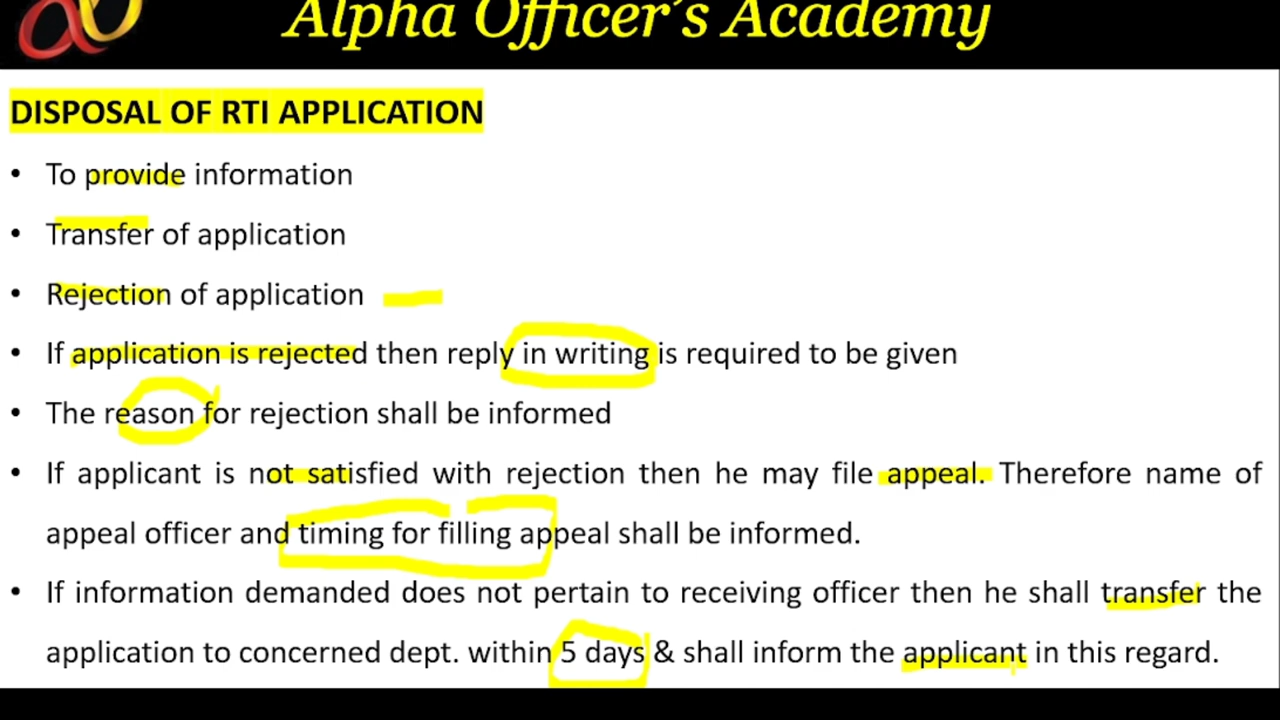 Alpha Officer's Academy
DISPOSAL OF RTI APPLICATION
• To provide information
• Transfer of application
• Rejection of application
• If application is rejected then reply in writing is required to be given
• The reason for rejection shall be informed
• If applicant is not satisfied with rejection then he may file appeal. Therefore name of
appeal officer and timing for filling appeal shall be informed.
• If information demanded does not pertain to receiving officer then he shall transfer the
application to concerned dept. within 5 days & shall inform the applicant in this regard.